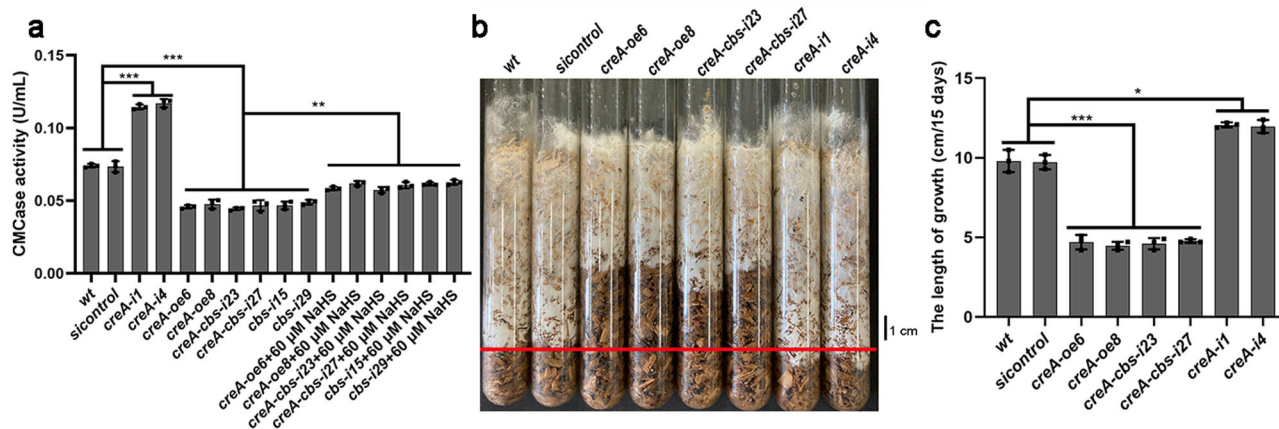 a
CMCase activity (U/mL)
0.15
0.10
0.05
0.00
***
***
**
wt
sicontrol
creA-i1
creA-i4
creA-oe6
creA-oe8
creA-cbs-i23
creA-cbs-i27
cbs-i15
cbs-i29
creA-oe6+60 μM NaHS
creA-oe8+60 μM NaHS
creA-cbs-i23+60 μM NaHS
creA-cbs-i27+60 μM NaHS
cbs-i15+60 μM NaHS
cbs-i29+60 μM NaHS
b
wt
sicontrol
creA-oe6
creA-oe8
creA-cbs-i23
creA-cbs-i27
creA-i1
creA-i4
1 cm
c
The length of growth (cm/15 days)
15
10
5
0
*
***
wt
sicontrol
creA-oe6
creA-oe8
creA-cbs-i23
creA-cbs-i27
creA-i1
creA-i4